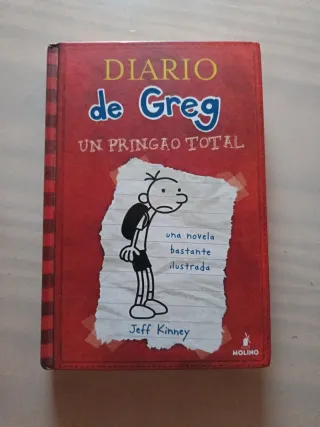 DIARIO
de Greg
UN PRINGAO TOTAL
una novela
bastante
ilustrada
Jeff Kinney
MOLINO